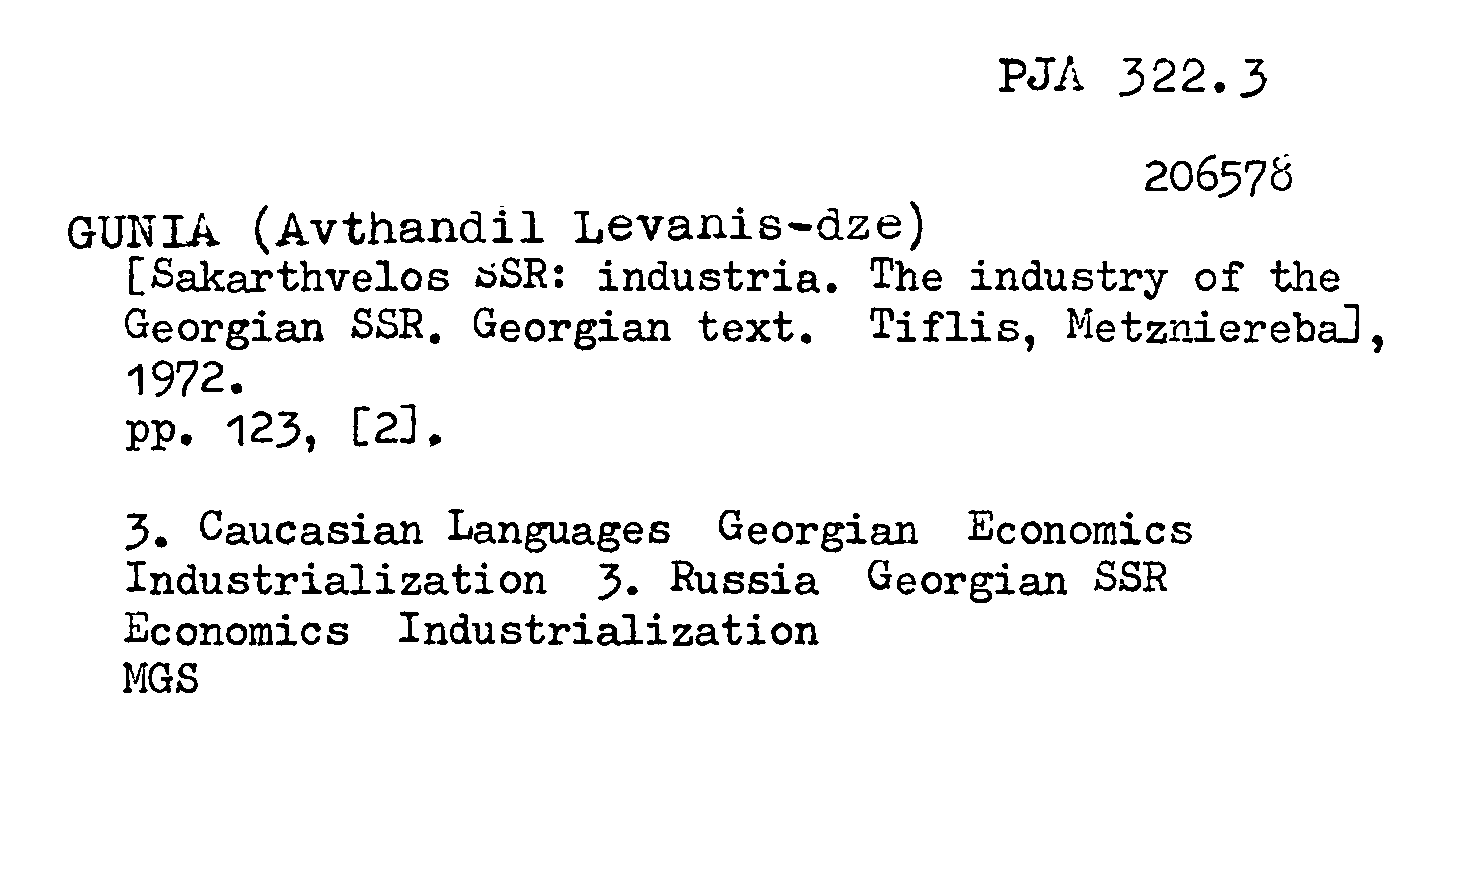 PJA 322.3
206578
GUNIA (Avthandil Levanis-dze)
[Sakarthvelos SSR: industria. The industry of the
Georgian SSR. Georgian text. Tiflis, Metzniereba],
1972.
pp. 123, [2].
3. Caucasian Languages Georgian Economics
Industrialization 3. Russia Georgian SSR
Economics Industrialization
MGS